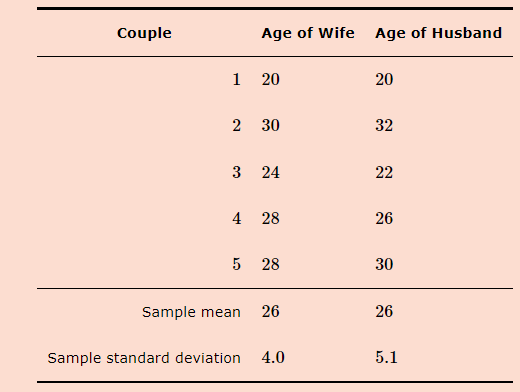 Couple Age of Wife Age of Husband
1 20 20
2 30 32
3 24 22
4 28 26
5 28 30
Sample mean 26 26
Sample standard deviation 4.0 5.1